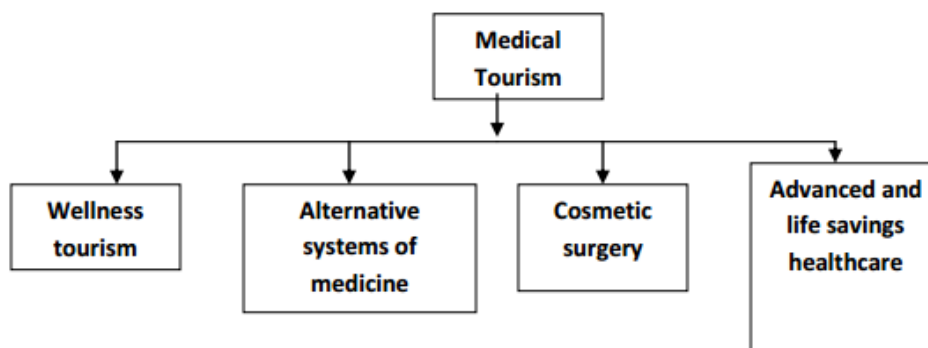 Medical
Tourism
Wellness
tourism
Alternative
systems of
medicine
Cosmetic
surgery
Advanced and
life savings
healthcare